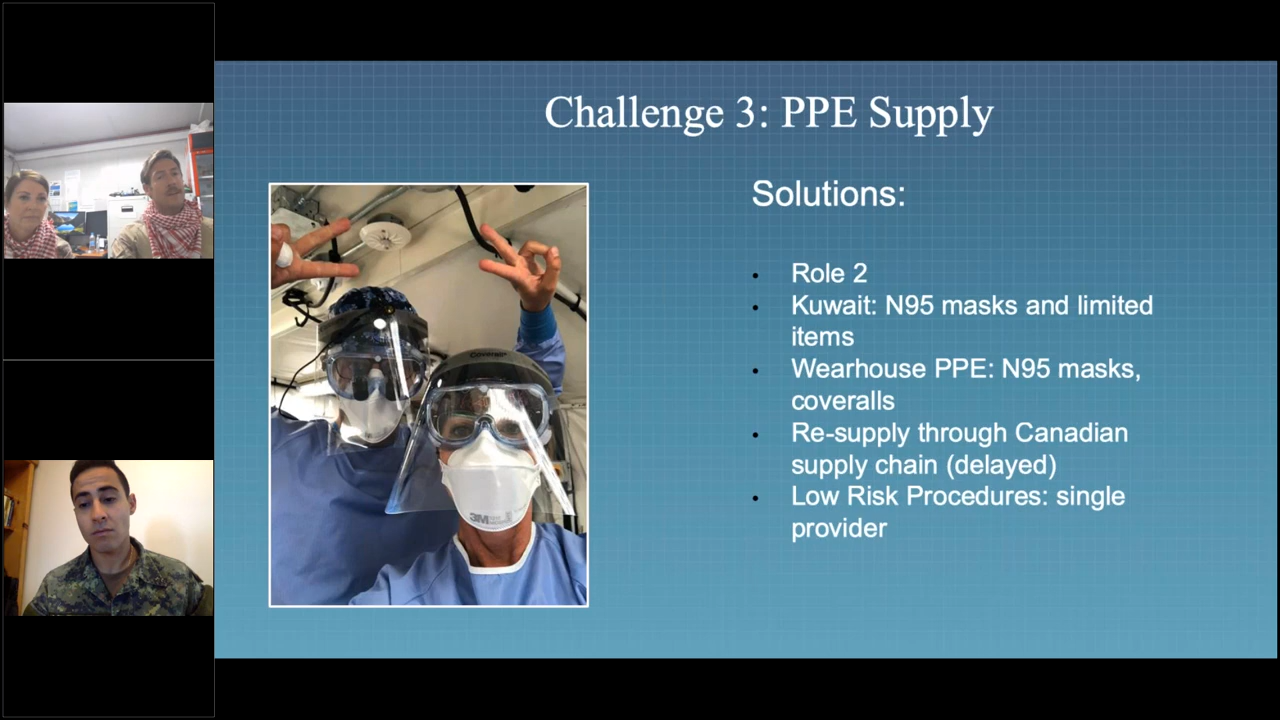 Challenge 3: PPE Supply
Solutions:
• Role 2
• Kuwait: N95 masks and limited
items
• Wearhouse PPE: N95 masks,
coveralls
• Re-supply through Canadian
supply chain (delayed)
• Low Risk Procedures: single
provider
Coverall
3M